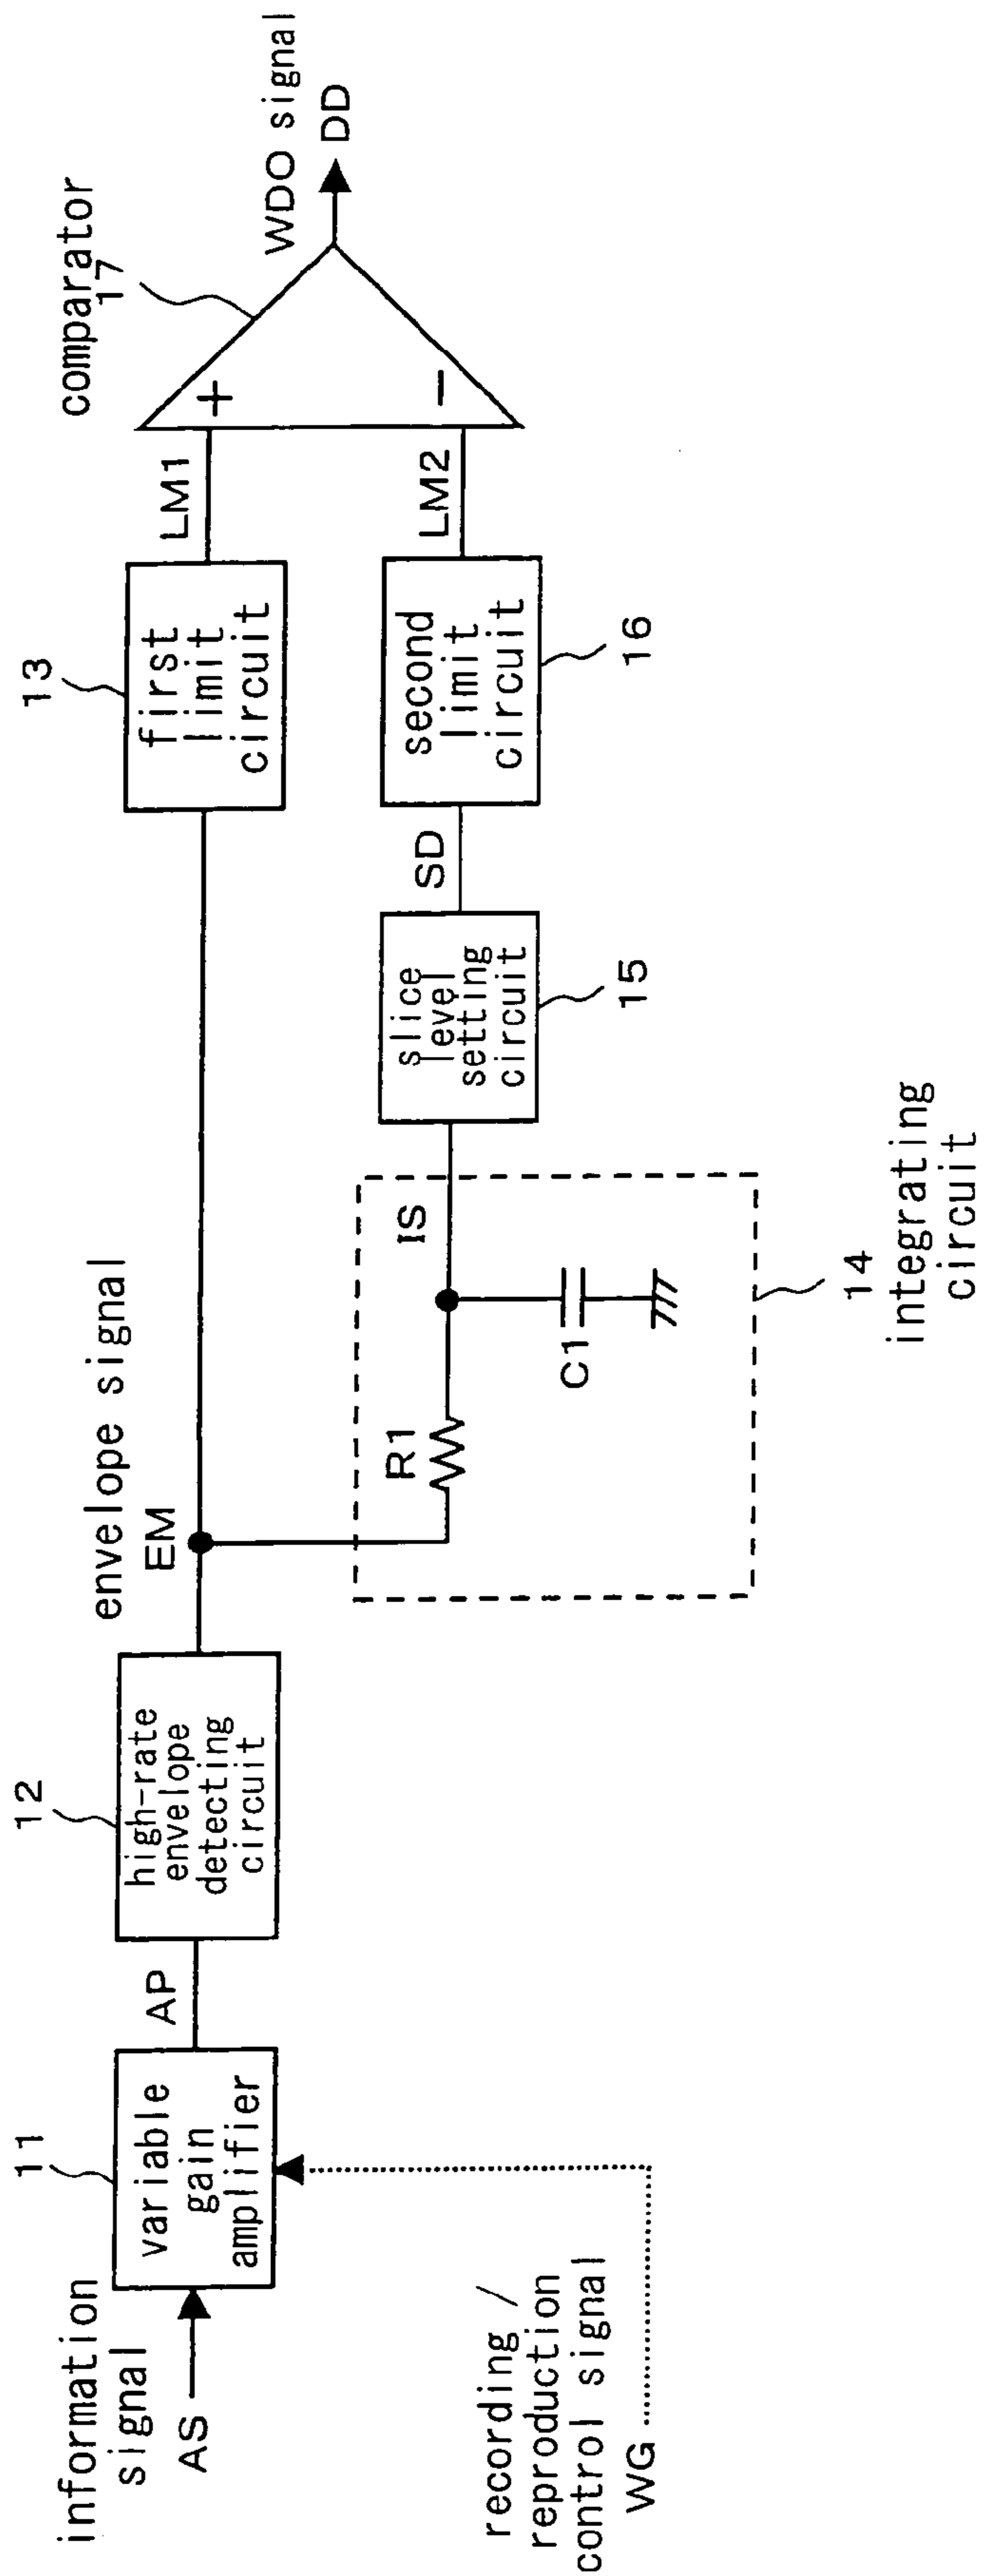 information
signal
AS
11
variable
gain
amplifier
recording /
reproduction
control signal
WG
AP
12
high-rate
envelope
detecting
circuit
envelope signal
EM
R1
C1
IS
14
integrating
circuit
slice
level
setting
circuit
15
SD
13
first
limit
circuit
second
limit
circuit
16
LM1
LM2
comparator
17
+
−
WDO signal
DD